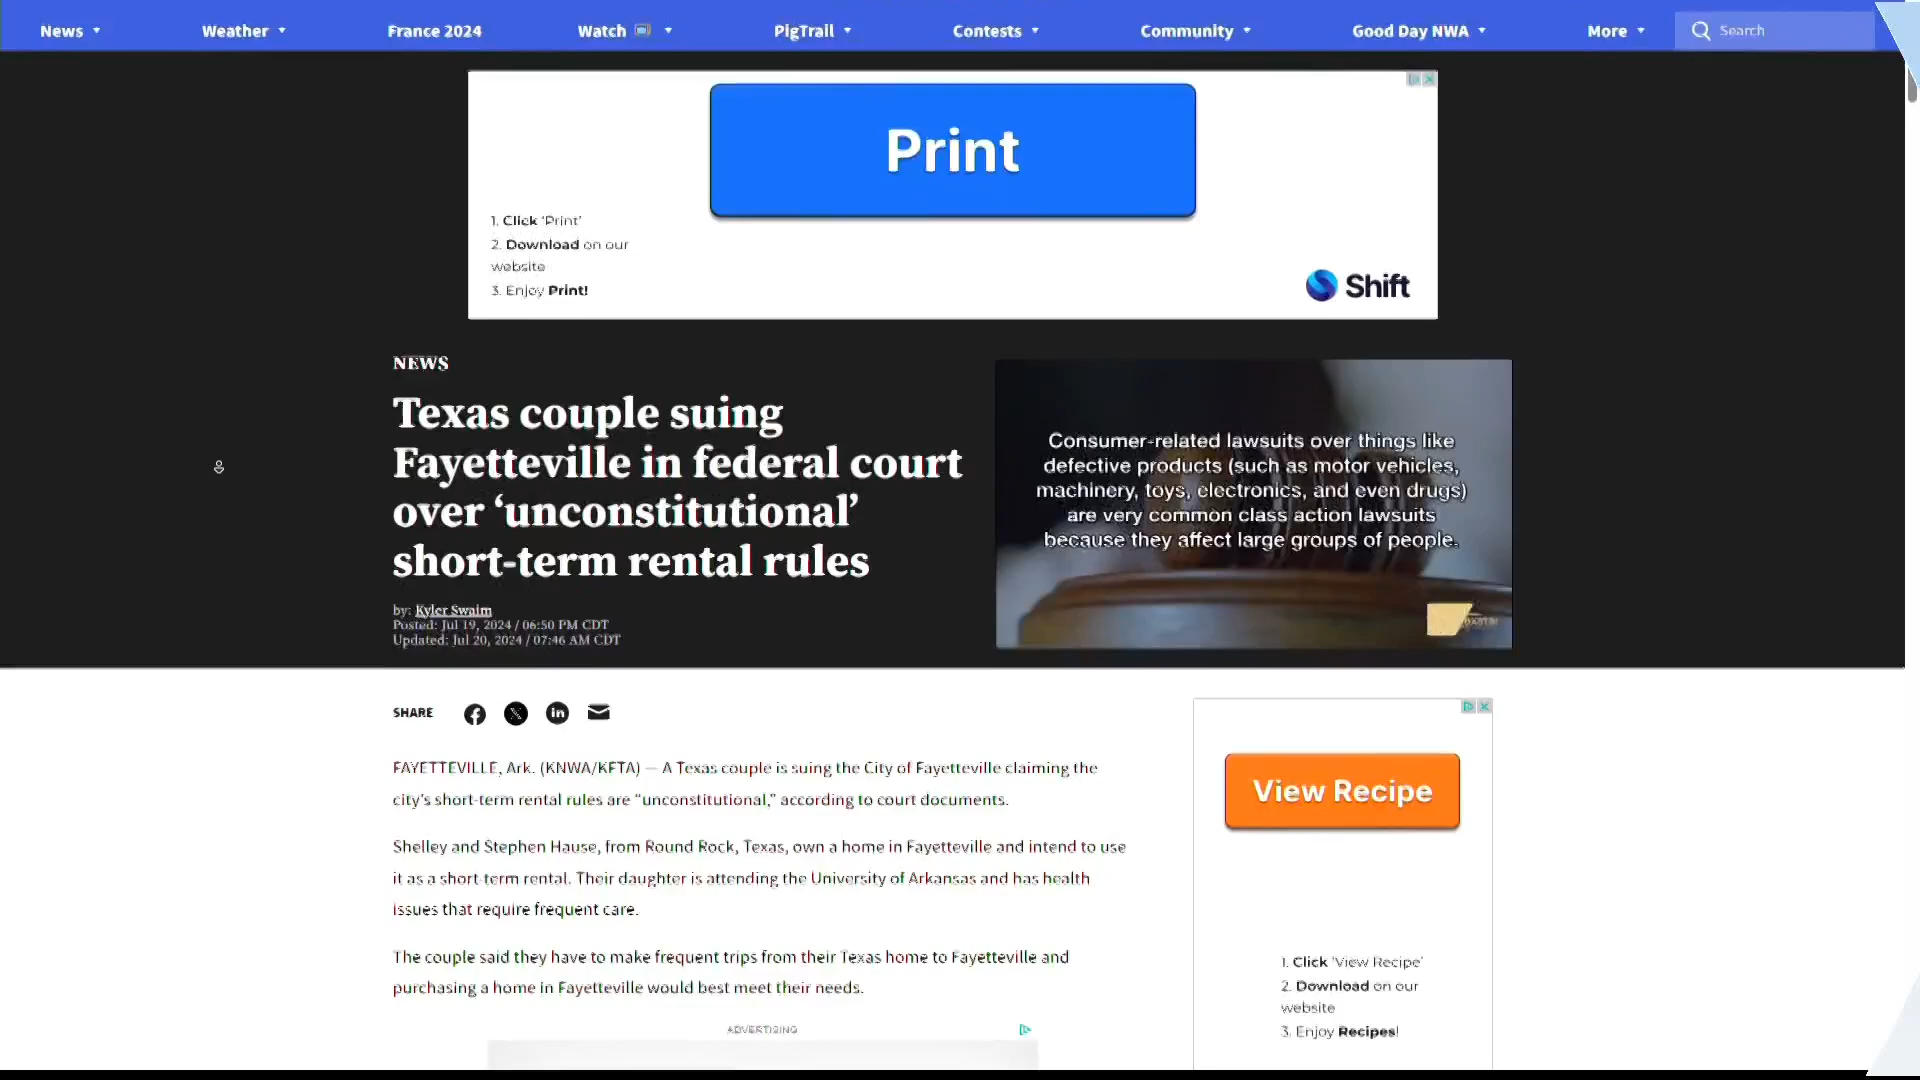 News
Weather
France 2024
Watch
PigTrail
Contests
Community
Good Day NWA
More
Search
Print
1. Click 'Print'
2. Download on our
website
3. Enjoy Print!
Shift
NEWS
Texas couple suing
Fayetteville in federal court
over ‘unconstitutional’
short-term rental rules
by: Kyler Swaim
Posted: Jul 19, 2024 / 06:50 PM CDT
Updated: Jul 20, 2024 / 07:46 AM CDT
Consumer-related lawsuits over things like
defective products (such as motor vehicles,
machinery, toys, electronics, and even drugs)
are very common class action lawsuits
because they affect large groups of people.
SHARE
FAYETTEVILLE, Ark. (KNWA/KFTA) — A Texas couple is suing the City of Fayetteville claiming the
city’s short-term rental rules are “unconstitutional,” according to court documents.
Shelley and Stephen Hause, from Round Rock, Texas, own a home in Fayetteville and intend to use
it as a short-term rental. Their daughter is attending the University of Arkansas and has health
issues that require frequent care.
The couple said they have to make frequent trips from their Texas home to Fayetteville and
purchasing a home in Fayetteville would best meet their needs.
ADVERTISING
View Recipe
1. Click 'View Recipe'
2. Download on our
website
3. Enjoy Recipes!